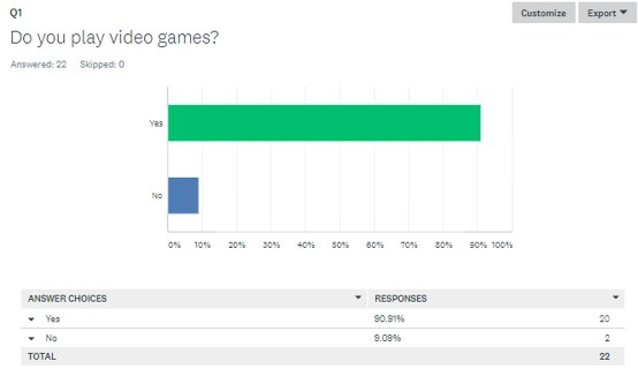 Q1
Customize Export
Do you play video games?
Answered: 22 Skipped: 0
Yes
No
0% 10% 20% 30% 40% 50% 60% 70% 80% 90% 100%
ANSWER CHOICES RESPONSES
Yes 90.91% 20
No 9.09% 2
TOTAL 22